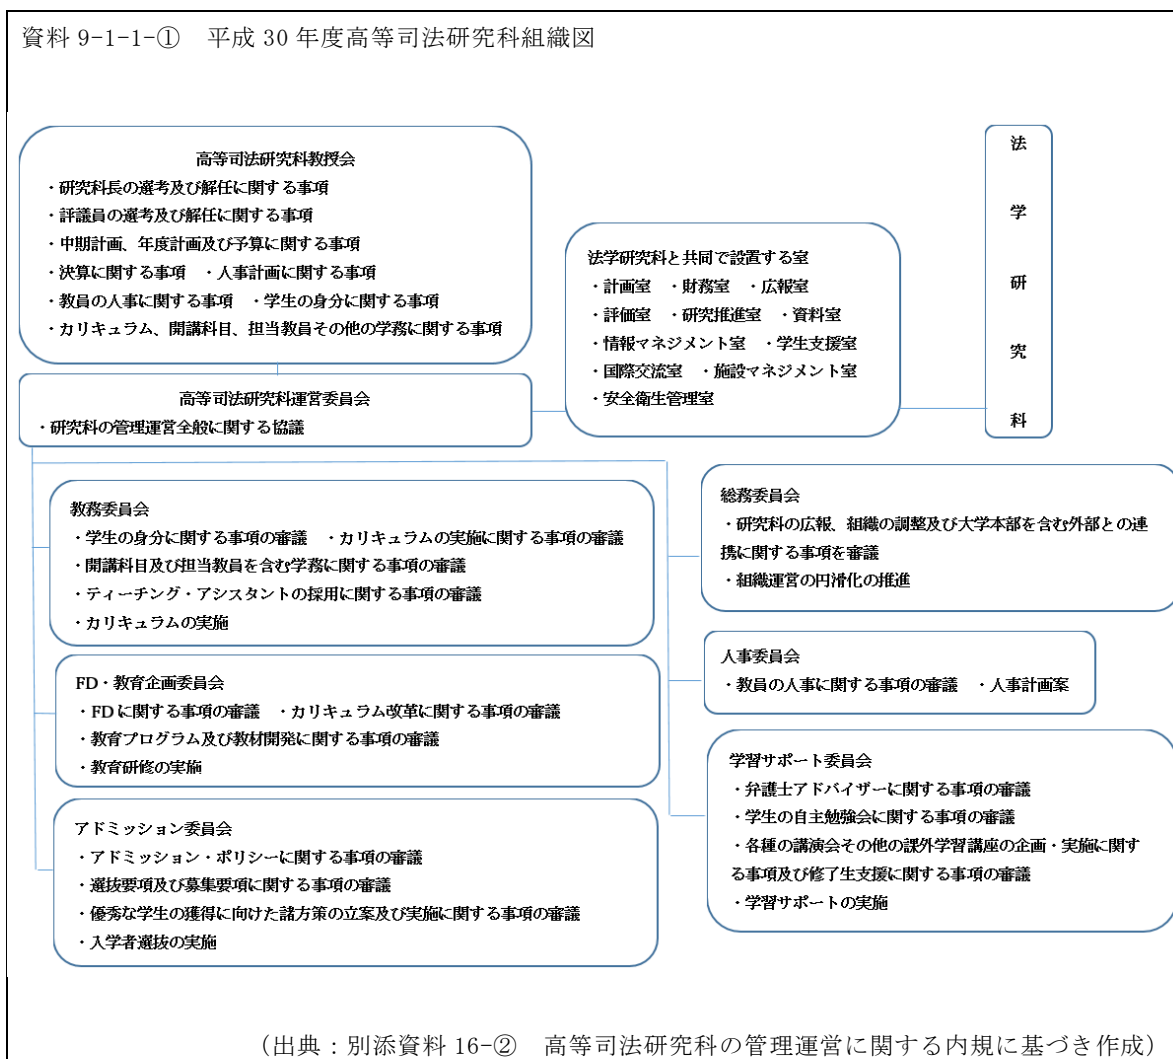 資料 9-1-1-① 平成 30 年度高等司法研究科組織図
高等司法研究科教授会
・研究科長の選考及び解任に関する事項
・評議員の選考及び解任に関する事項
・中期計画、年度計画及び予算に関する事項
・決算に関する事項 ・人事計画に関する事項
・教員の人事に関する事項 ・学生の身分に関する事項
・カリキュラム、開講科目、担当教員その他の学務に関する事項
高等司法研究科運営委員会
・研究科の管理運営全般に関する協議
法学研究科と共同で設置する室
・計画室 ・財務室 ・広報室
・評価室 ・研究推進室 ・資料室
・情報マネジメント室 ・学生支援室
・国際交流室 ・施設マネジメント室
・安全衛生管理室
法学研究科
教務委員会
・学生の身分に関する事項の審議 ・カリキュラムの実施に関する事項の審議
・開講科目及び担当教員を含む学務に関する事項の審議
・ティーチング・アシスタントの採用に関する事項の審議
・カリキュラムの実施
FD・教育企画委員会
・FDに関する事項の審議 ・カリキュラム改革に関する事項の審議
・教育プログラム及び教材開発に関する事項の審議
・教育研修の実施
アドミッション委員会
・アドミッション・ポリシーに関する事項の審議
・選抜要項及び募集要項に関する事項の審議
・優秀な学生の獲得に向けた諸方策の立案及び実施に関する事項の審議
・入学者選抜の実施
総務委員会
・研究科の広報、組織の調整及び大学本部を含む外部との連
携に関する事項を審議
・組織運営の円滑化の推進
人事委員会
・教員の人事に関する事項の審議 ・人事計画案
学習サポート委員会
・弁護士アドバイザーに関する事項の審議
・学生の自主勉強会に関する事項の審議
・各種の講演会その他の課外学習講座の企画・実施に関す
る事項及び修了生支援に関する事項の審議
・学習サポートの実施
(出典：別添資料 16-② 高等司法研究科の管理運営に関する内規に基づき作成)